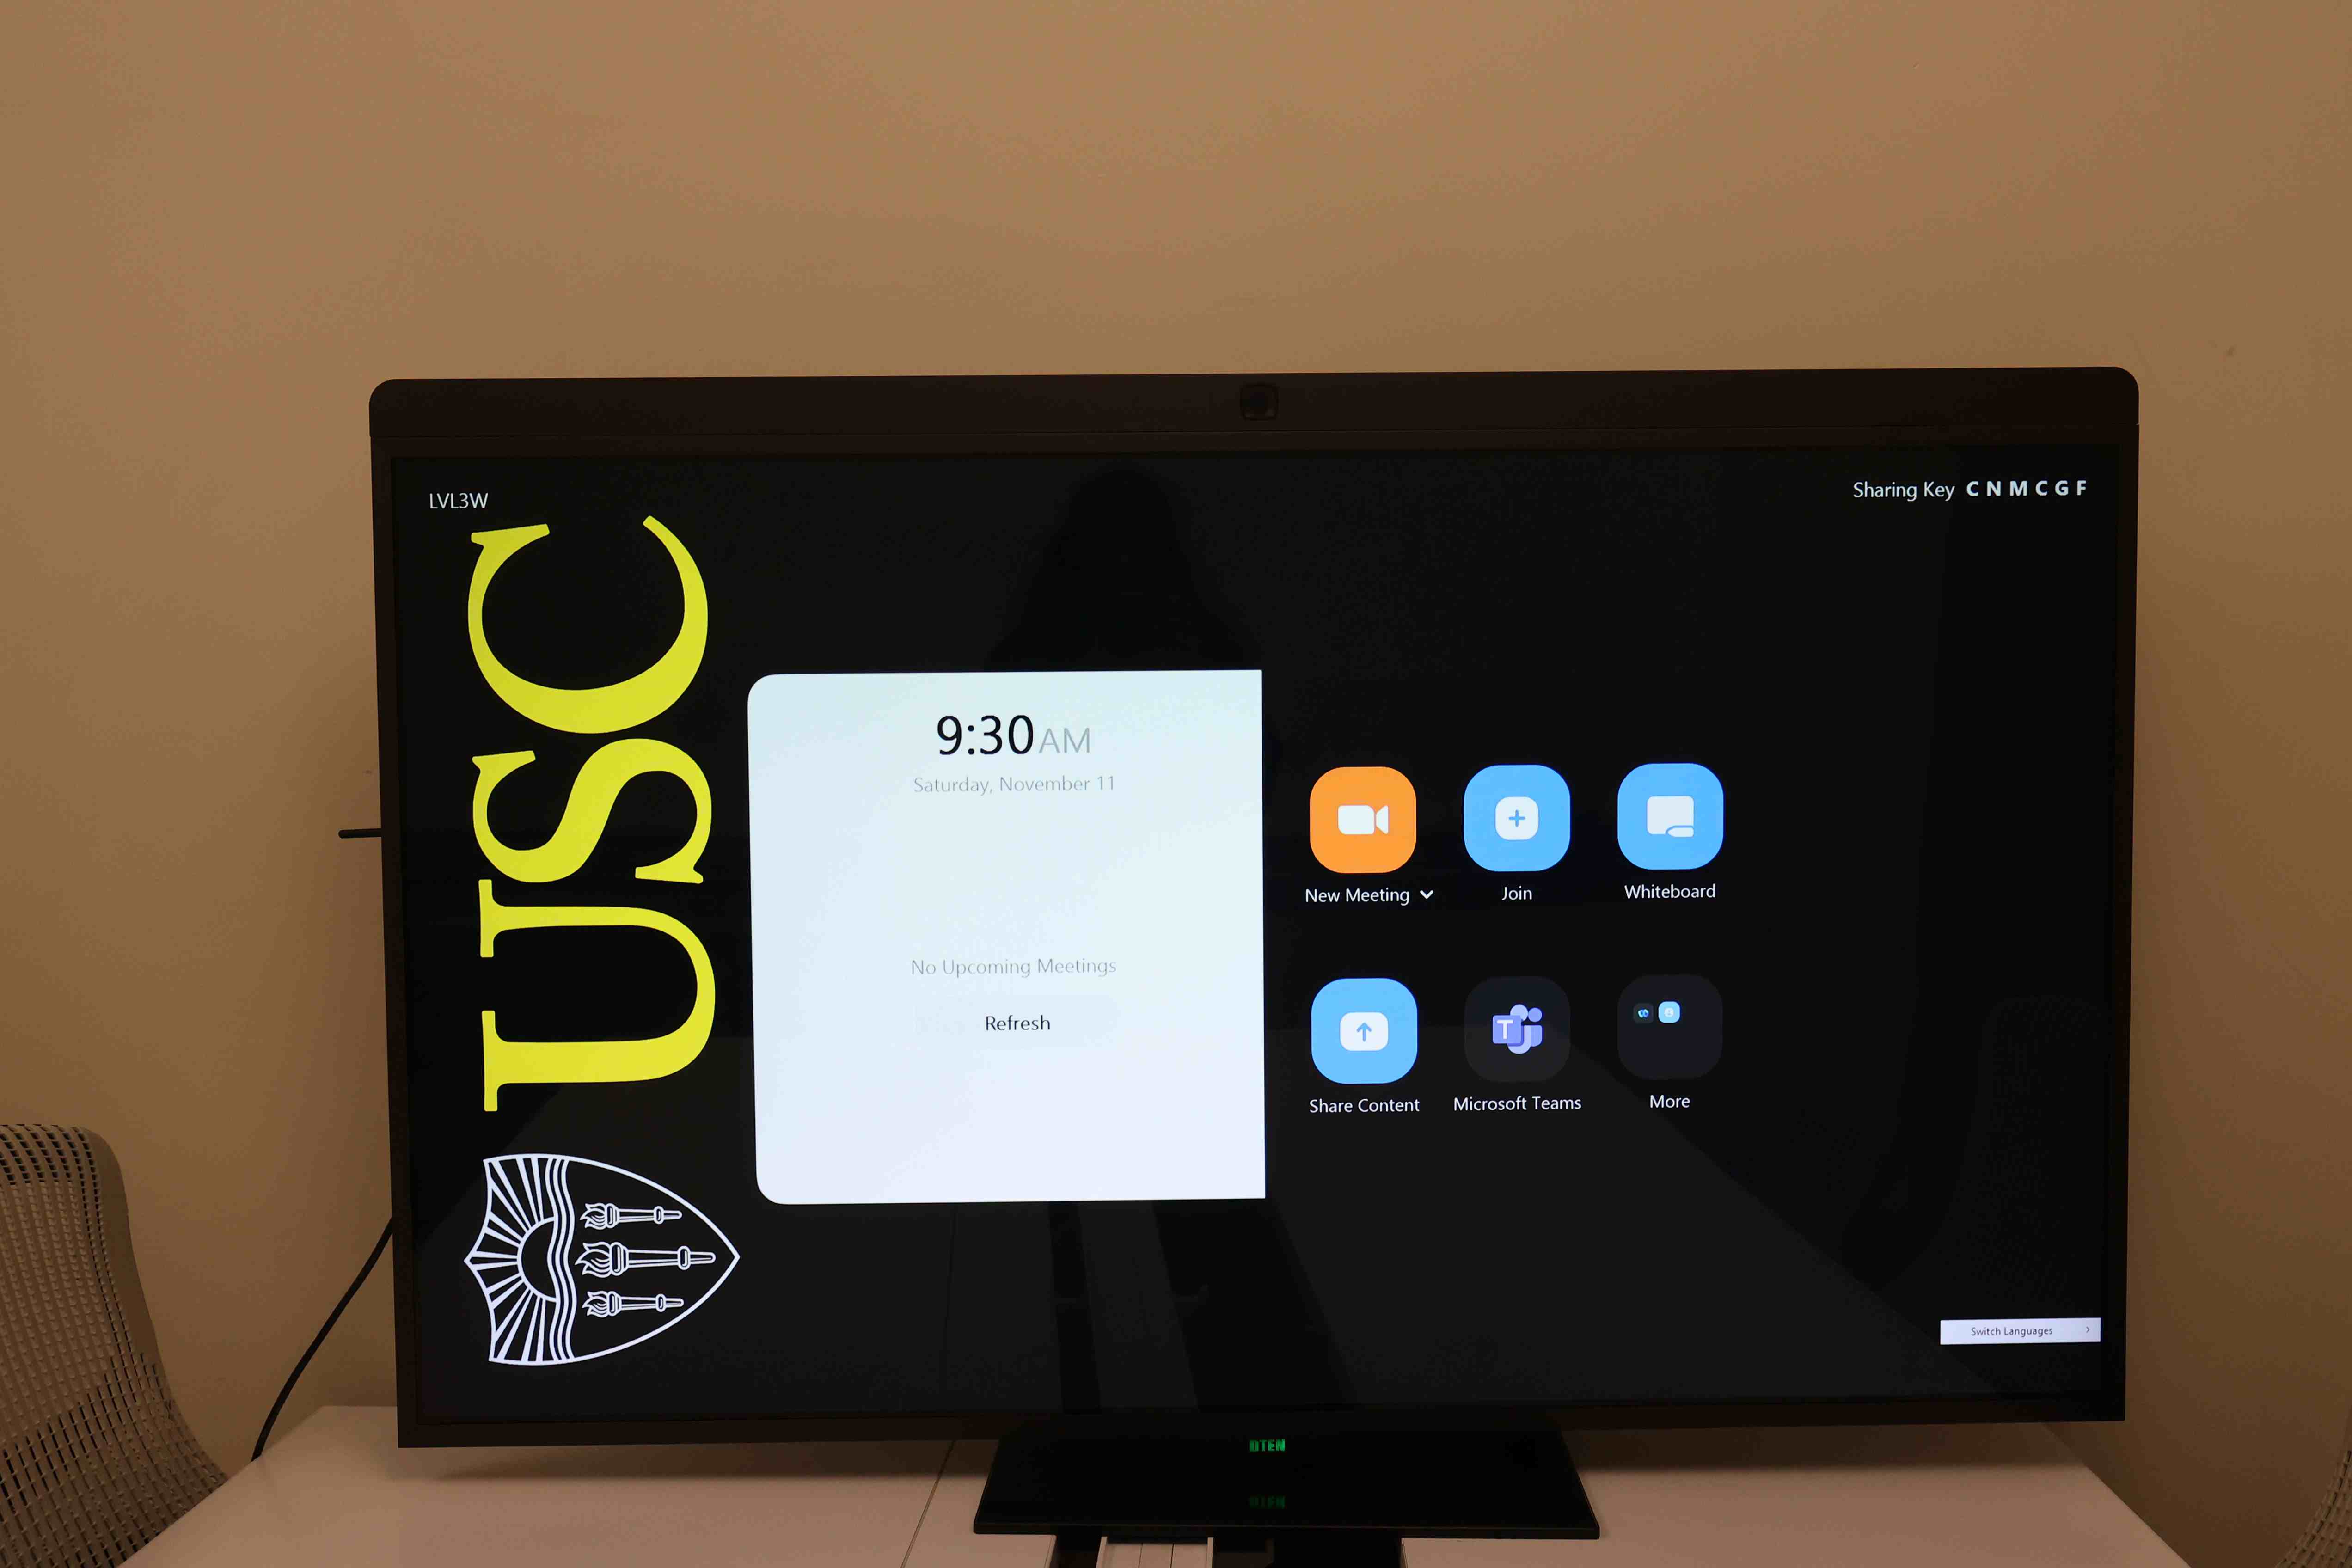 LVL3W
Sharing Key CNMCGF
USC
9:30AM
Saturday, November 11
No Upcoming Meetings
Refresh
New Meeting
Join
Whiteboard
Share Content
Microsoft Teams
More
Switch Languages
DTEN